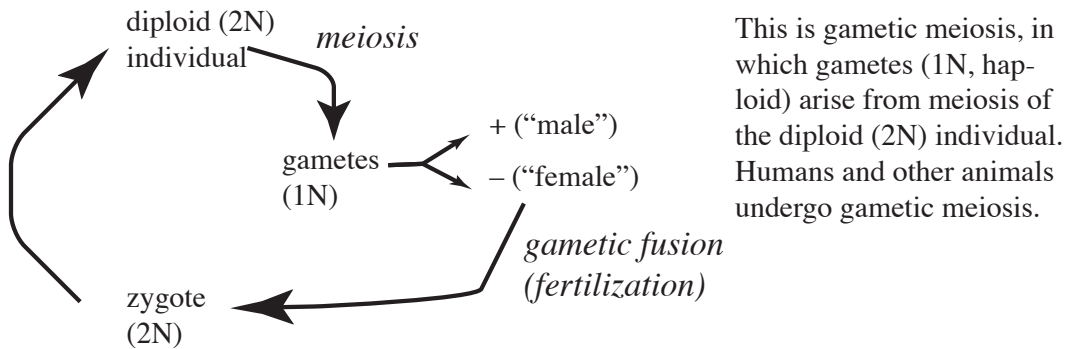 diploid (2N)
individual
meiosis
gametes
(1N)
+ (“male”)
– (“female”)
gametic fusion
(fertilization)
zygote
(2N)
This is gametic meiosis, in
which gametes (1N, hap-
loid) arise from meiosis of
the diploid (2N) individual.
Humans and other animals
undergo gametic meiosis.